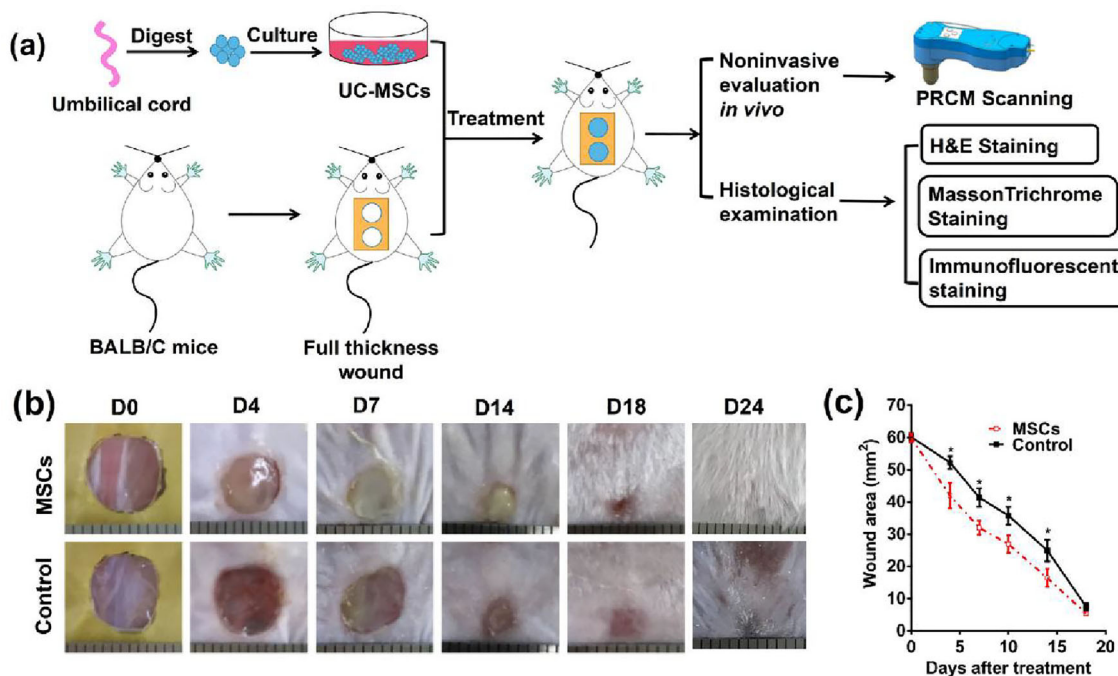 (a)
Digest
Culture
Umbilical cord
UC-MSCs
Treatment
BALB/C mice
Full thickness
wound
Noninvasive
evaluation
in vivo
PRCM Scanning
Histological
examination
H&E Staining
MassonTrichrome
Staining
Immunofluorescent
staining
(b)
D0 D4 D7 D14 D18 D24
MSCs
Control
(c)
MSCs
Control
Wound area (mm²)
70
60
50
40
30
20
10
0
* * * *
0 5 10 15 20
Days after treatment